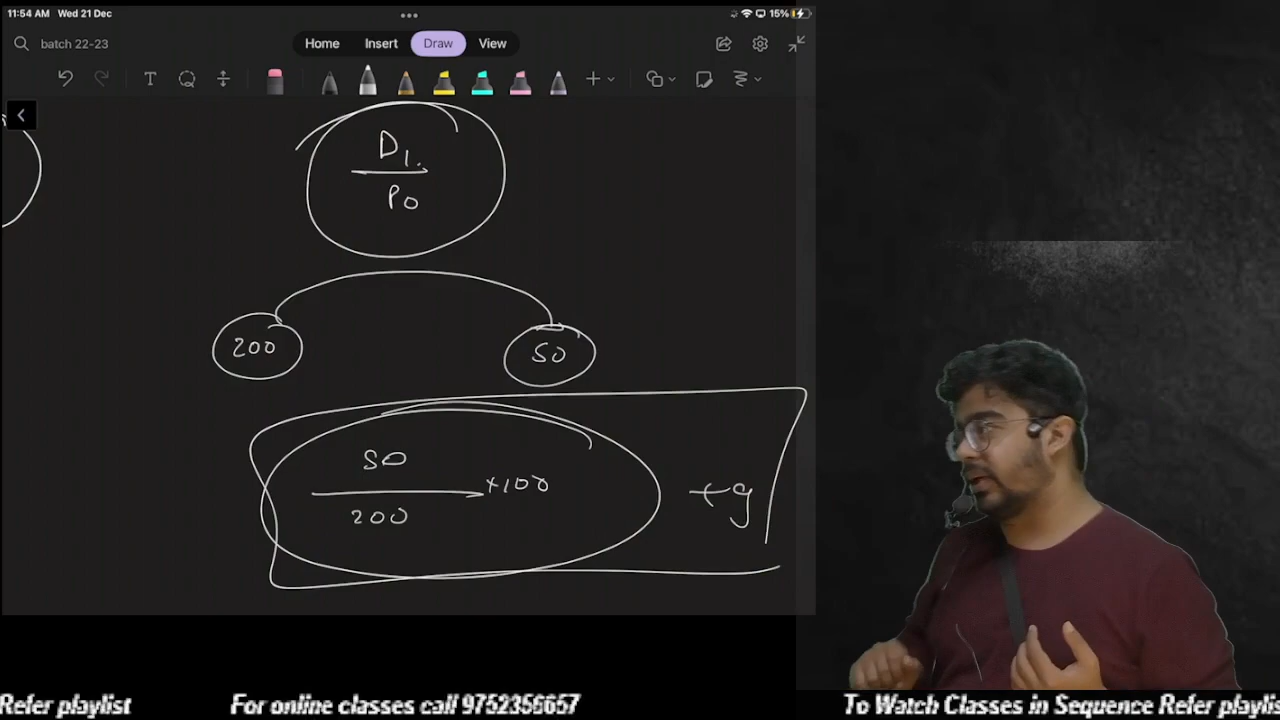 11:54 AM Wed 21 Dec
15%
batch 22-23
Home Insert Draw View
T
D1.
P0
200
50
50
×100
200
+g
Refer playlist For online classes call 9752356657 To Watch Classes in Sequence Refer playlis